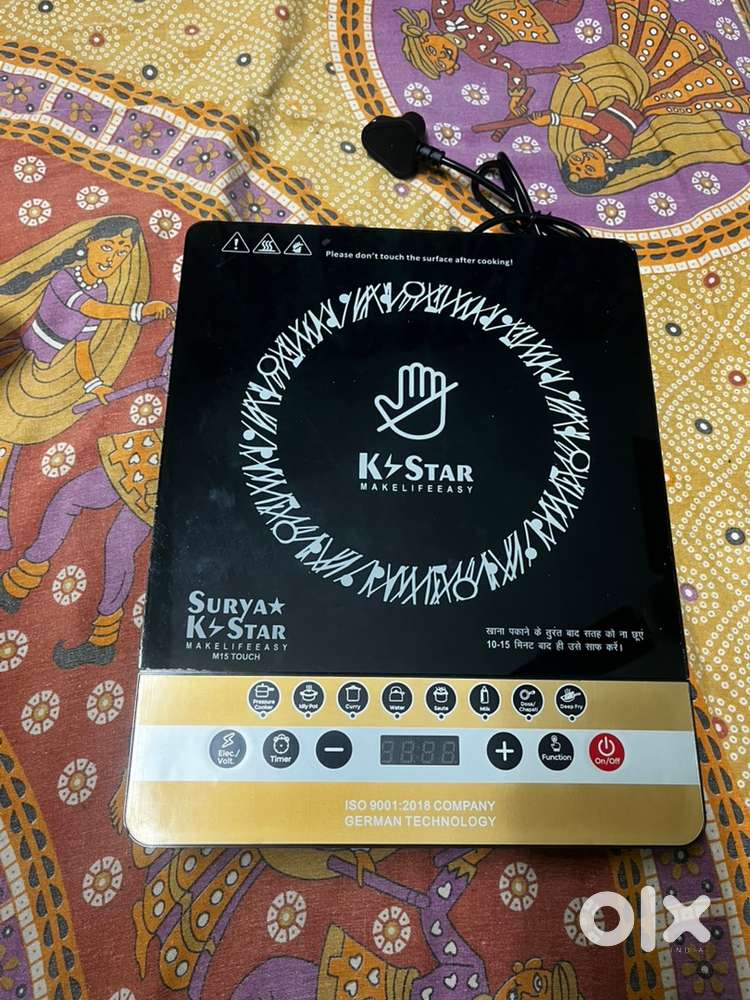 Please don't touch the surface after cooking!
K STAR
MAKELIFEEASY
SURYA
K STAR
MAKELIFEEASY
M15 TOUCH
खाना पकाने के तुरंत बाद सतह को ना छूएं
10-15 मिनट बाद ही उसे साफ करें।
Pressure Cooker
Idly Pot
Curry
Water
Saute
Milk
Dosa/ Chapati
Deep Fry
Elec./ Volt.
Timer
−
+
Function
On/Off
ISO 9001:2018 COMPANY
GERMAN TECHNOLOGY
olx
INDIA